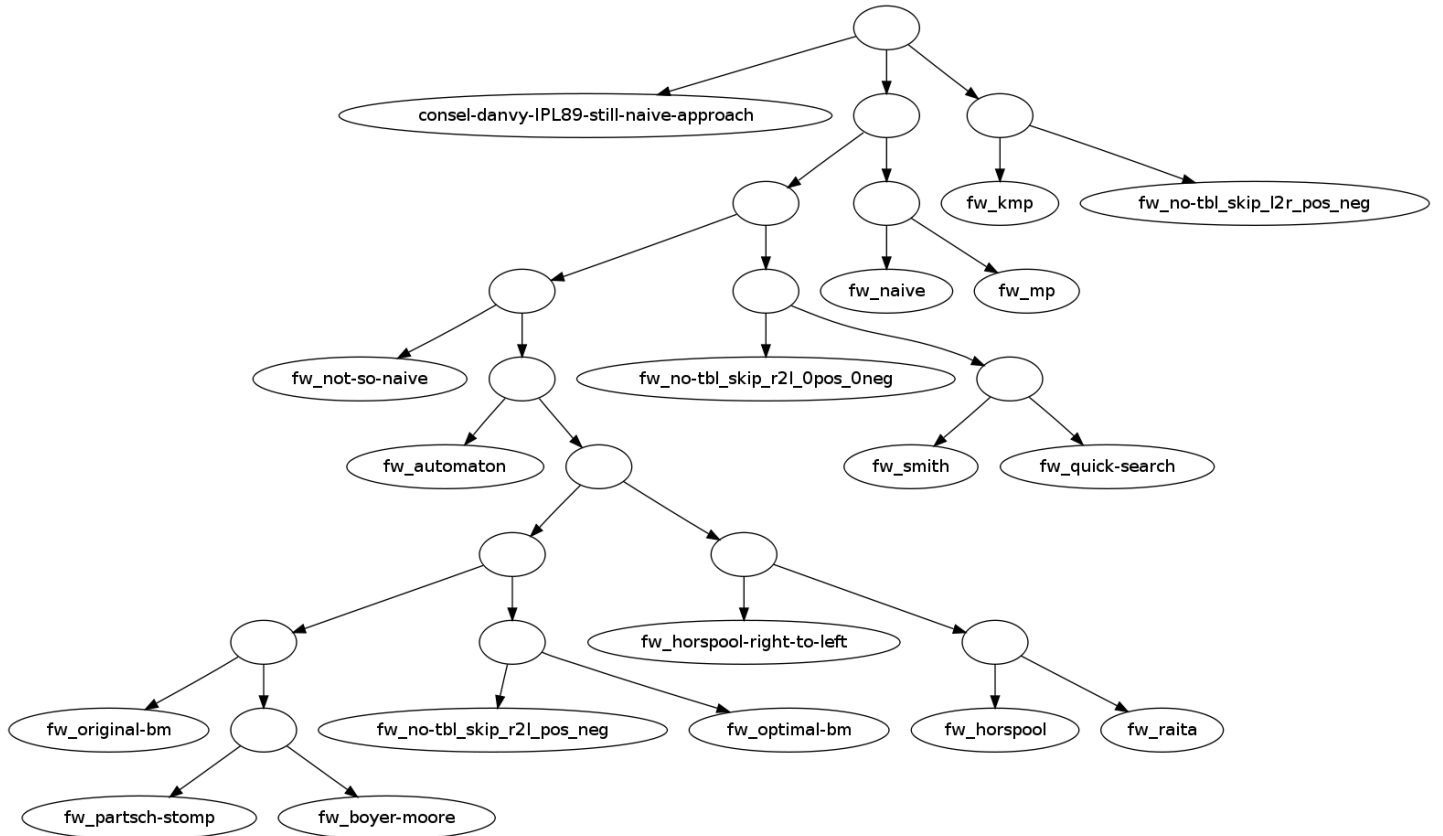 consel-danvy-IPL89-still-naive-approach
fw_kmp
fw_no-tbl_skip_l2r_pos_neg
fw_naive
fw_mp
fw_not-so-naive
fw_no-tbl_skip_r2l_0pos_0neg
fw_automaton
fw_smith
fw_quick-search
fw_horspool-right-to-left
fw_original-bm
fw_no-tbl_skip_r2l_pos_neg
fw_optimal-bm
fw_horspool
fw_raita
fw_partsch-stomp
fw_boyer-moore